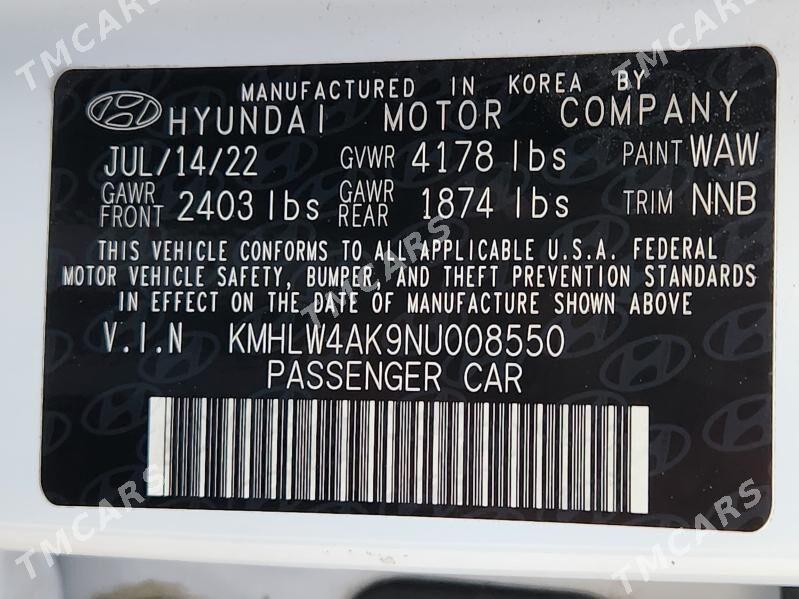 TMCARS TMCARS
MANUFACTURED IN KOREA BY
HYUNDAI MOTOR COMPANY
JUL/14/22 GVWR 4178 lbs PAINT WAW
GAWR FRONT 2403 lbs GAWR REAR 1874 lbs TRIM NNB
THIS VEHICLE CONFORMS TO ALL APPLICABLE U.S.A. FEDERAL
MOTOR VEHICLE SAFETY, BUMPER AND THEFT PREVENTION STANDARDS
IN EFFECT ON THE DATE OF MANUFACTURE SHOWN ABOVE
TMCARS
V.I.N KMHLW4AK9NU008550
PASSENGER CAR
TMCARS TMCARS